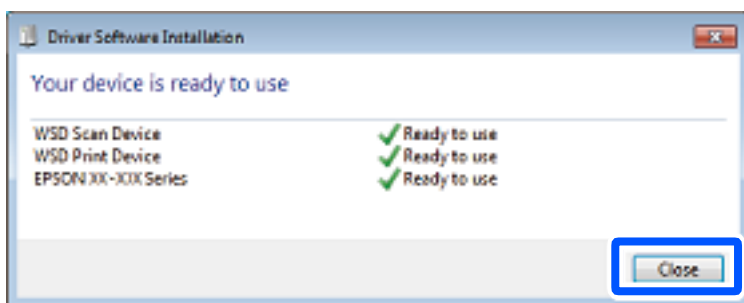 Driver Software Installation
Your device is ready to use
WSD Scan Device Ready to use
WSD Print Device Ready to use
EPSON XX-XXX Series Ready to use
Close